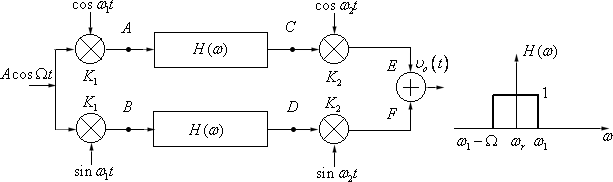 cos ω₁t
cos ω₂t
A
C
H(ω)
K₁
K₂
A cos Ωt
E
υₒ(t)
K₁
B
H(ω)
D
K₂
F
sin ω₁t
sin ω₂t
H(ω)
1
ω₁ − Ω
ωᵣ
ω₁
ω